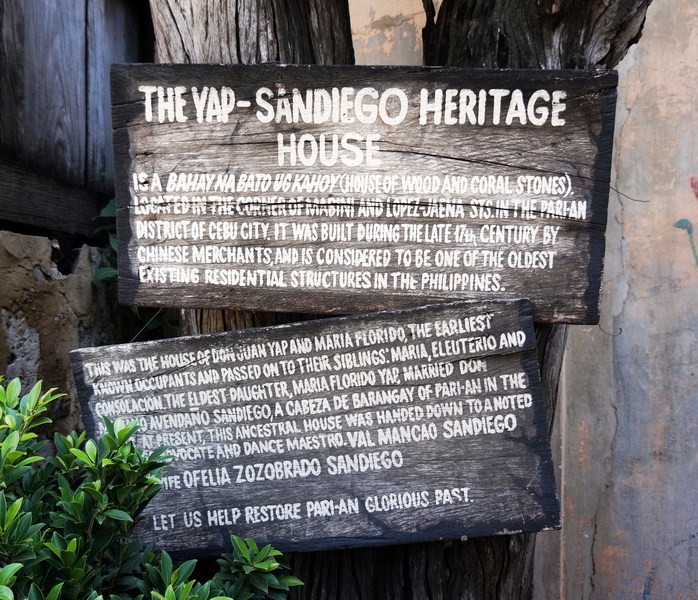 THE YAP-SANDIEGO HERITAGE
HOUSE
IS A BAHAY NA BATO UG KAHOY (HOUSE OF WOOD AND CORAL STONES).
LOCATED IN THE CORNER OF MABINI AND LOPEZ-JAENA STS. IN THE PARI-AN
DISTRICT OF CEBU CITY. IT WAS BUILT DURING THE LATE 17th CENTURY BY
CHINESE MERCHANTS, AND IS CONSIDERED TO BE ONE OF THE OLDEST
EXISTING RESIDENTIAL STRUCTURES IN THE PHILIPPINES.
THIS WAS THE HOUSE OF DON JUAN YAP AND MARIA FLORIDO, THE EARLIEST
KNOWN OCCUPANTS AND PASSED ON TO THEIR SIBLINGS: MARIA, ELEUTERIO AND
CONSOLACION. THE ELDEST DAUGHTER, MARIA FLORIDO YAP, MARRIED DON
AVENDAÑO SANDIEGO, A CABEZA DE BARANGAY OF PARI-AN IN THE
AT PRESENT, THIS ANCESTRAL HOUSE WAS HANDED DOWN TO A NOTED
AND DANCE MAESTRO. VAL MANCAO SANDIEGO
OFELIA ZOZOBRADO SANDIEGO
LET US HELP RESTORE PARI-AN GLORIOUS PAST.